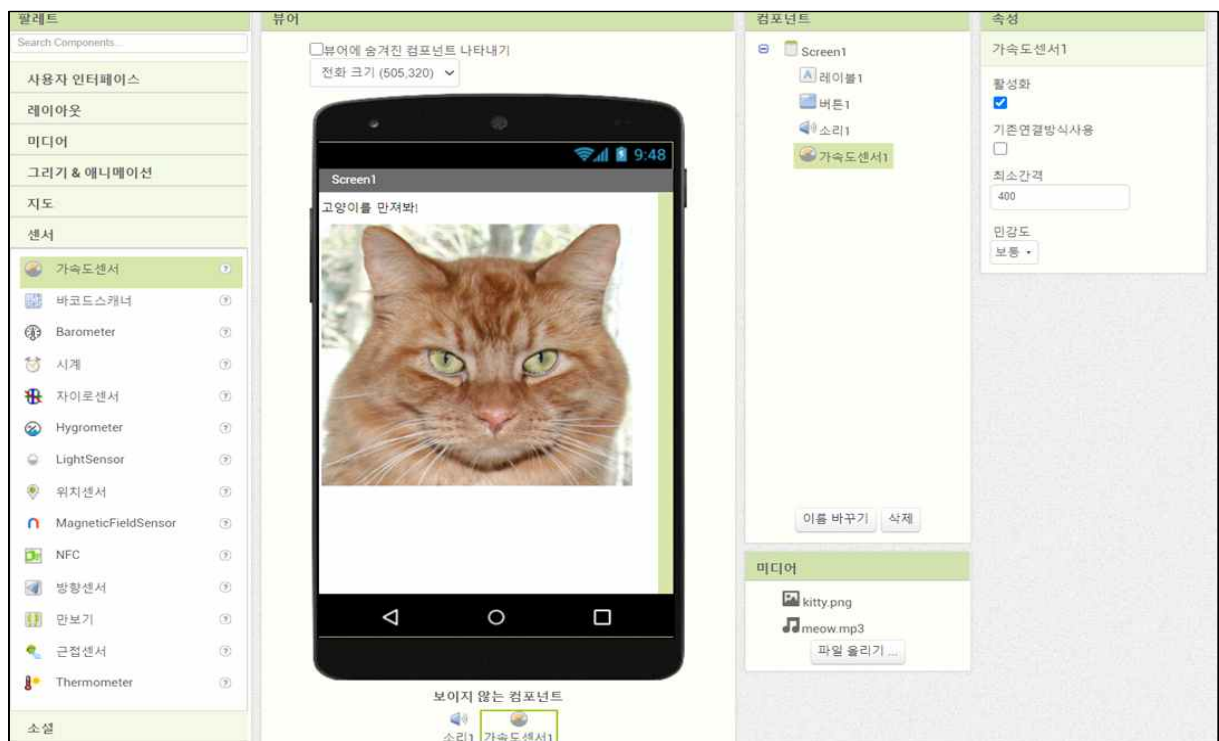 팔레트
Search Components...
사용자 인터페이스
레이아웃
미디어
그리기 & 애니메이션
지도
센서
가속도센서
바코드스캐너
Barometer
시계
자이로센서
Hygrometer
LightSensor
위치센서
MagneticFieldSensor
NFC
방향센서
만보기
근접센서
Thermometer
소셜
뷰어
뷰어에 숨겨진 컴포넌트 나타내기
전화 크기 (505,320)
9:48
Screen1
고양이를 만져봐!
보이지 않는 컴포넌트
소리1
가속도센서1
컴포넌트
Screen1
레이블1
버튼1
소리1
가속도센서1
이름 바꾸기
삭제
미디어
kitty.png
meow.mp3
파일 올리기 ...
속성
가속도센서1
활성화
기존연결방식사용
최소간격
400
민감도
보통